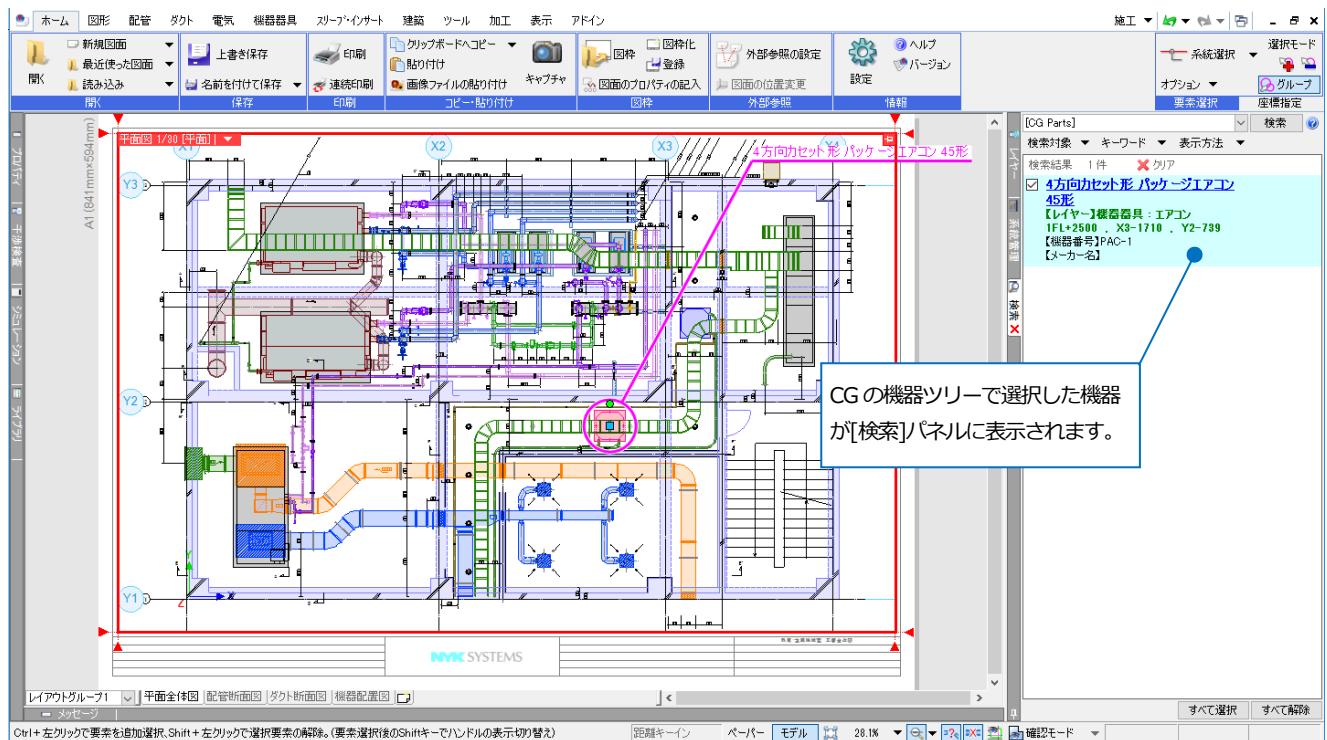 ホーム 図形 配管 ダクト 電気 機器器具 スリーブ・インサート 建築 ツール 加工 表示 アドイン 施工
開く
新規図面
最近使った図面
読み込み
開く
上書き保存
名前を付けて保存
保存
印刷
連続印刷
印刷
クリップボードへコピー
貼り付け
画像ファイルの貼り付け
キャプチャ
コピー・貼り付け
図枠
図枠化
登録
図面のプロパティの記入
図枠
外部参照の設定
図面の位置変更
外部参照
設定
ヘルプ
バージョン
情報
系統選択
オプション
要素選択
選択モード
グループ
座標指定
プロパティ
干渉検査
シミュレーション
ライブラリ
A1 (841mm×594mm)
平面図 1/30 [平面]
X1 X2 X3 X4
4方向カセット形 パッケージエアコン 45形
Y3
Y2
Y1
X
Y
Z
NYK SYSTEMS
レイヤー
系統管理
検索
[CG Parts] 検索
検索対象 キーワード 表示方法
検索結果 1件 クリア
4方向カセット形 パッケージエアコン
45形
【レイヤー】機器器具：エアコン
1FL+2500 , X3-1710 , Y2-739
【機器番号】PAC-1
【メーカー名】
CGの機器ツリーで選択した機器
が[検索]パネルに表示されます。
すべて選択 すべて解除
レイアウトグループ1 平面全体図 配管断面図 ダクト断面図 機器配置図
メッセージ
Ctrl+左クリックで要素を追加選択、Shift+左クリックで選択要素の解除。(要素選択後のShiftキーでハンドルの表示切り替え) 距離キーイン ペーパー モデル 28.1% 確認モード